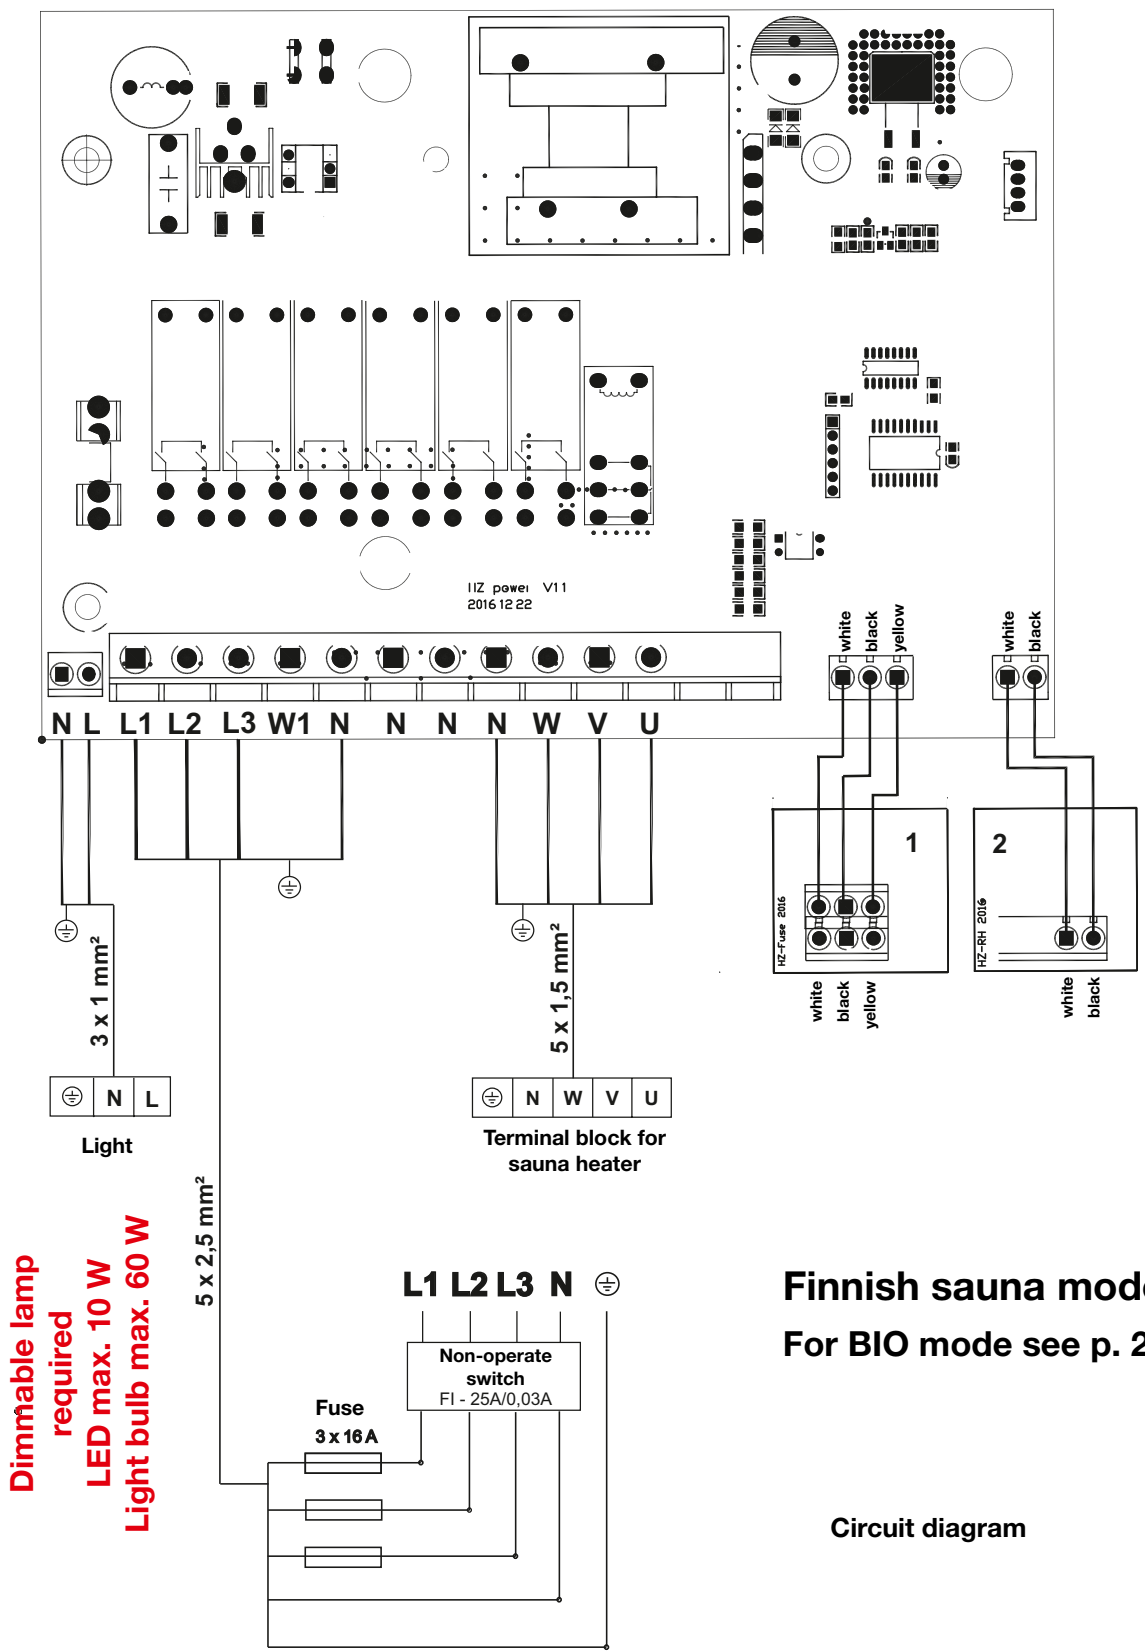 HZ power V11
2016 12 22
white
black
yellow
white
black
N L L1 L2 L3 W1 N N N N W V U
1
2
HZ-Fuse 2016
HZ-RH 2016
white
black
yellow
white
black
3 x 1 mm²
5 x 1,5 mm²
N L
Light
N W V U
Terminal block for
sauna heater
5 x 2,5 mm²
Dimmable lamp
required
LED max. 10 W
Light bulb max. 60 W
L1 L2 L3 N
Non-operate
switch
FI - 25A/0,03A
Fuse
3 x 16 A
Finnish sauna mode
For BIO mode see p. 2
Circuit diagram